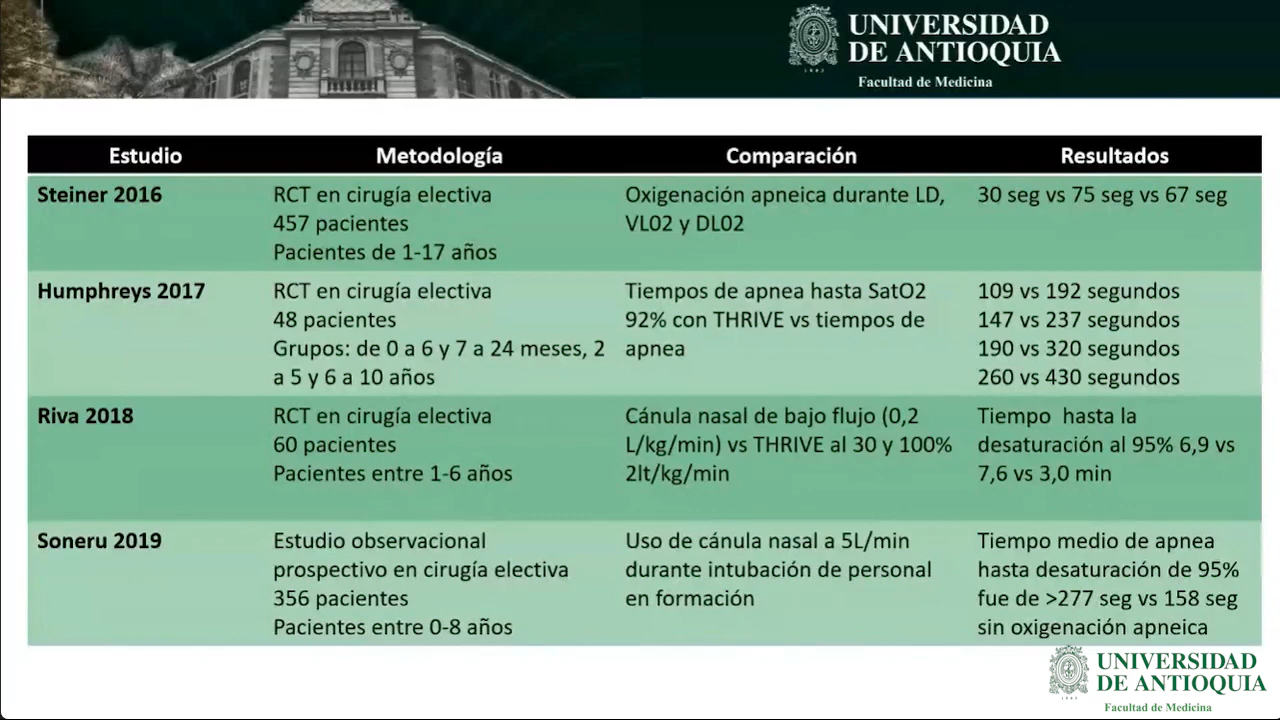 UNIVERSIDAD
DE ANTIOQUIA
1803
Facultad de Medicina
Estudio
Metodología
Comparación
Resultados
Steiner 2016
RCT en cirugía electiva
457 pacientes
Pacientes de 1-17 años
Oxigenación apneica durante LD,
VL02 y DL02
30 seg vs 75 seg vs 67 seg
Humphreys 2017
RCT en cirugía electiva
48 pacientes
Grupos: de 0 a 6 y 7 a 24 meses, 2
a 5 y 6 a 10 años
Tiempos de apnea hasta SatO2
92% con THRIVE vs tiempos de
apnea
109 vs 192 segundos
147 vs 237 segundos
190 vs 320 segundos
260 vs 430 segundos
Riva 2018
RCT en cirugía electiva
60 pacientes
Pacientes entre 1-6 años
Cánula nasal de bajo flujo (0,2
L/kg/min) vs THRIVE al 30 y 100%
2lt/kg/min
Tiempo hasta la
desaturación al 95% 6,9 vs
7,6 vs 3,0 min
Soneru 2019
Estudio observacional
prospectivo en cirugía electiva
356 pacientes
Pacientes entre 0-8 años
Uso de cánula nasal a 5L/min
durante intubación de personal
en formación
Tiempo medio de apnea
hasta desaturación de 95%
fue de >277 seg vs 158 seg
sin oxigenación apneica
UNIVERSIDAD
DE ANTIOQUIA
Facultad de Medicina